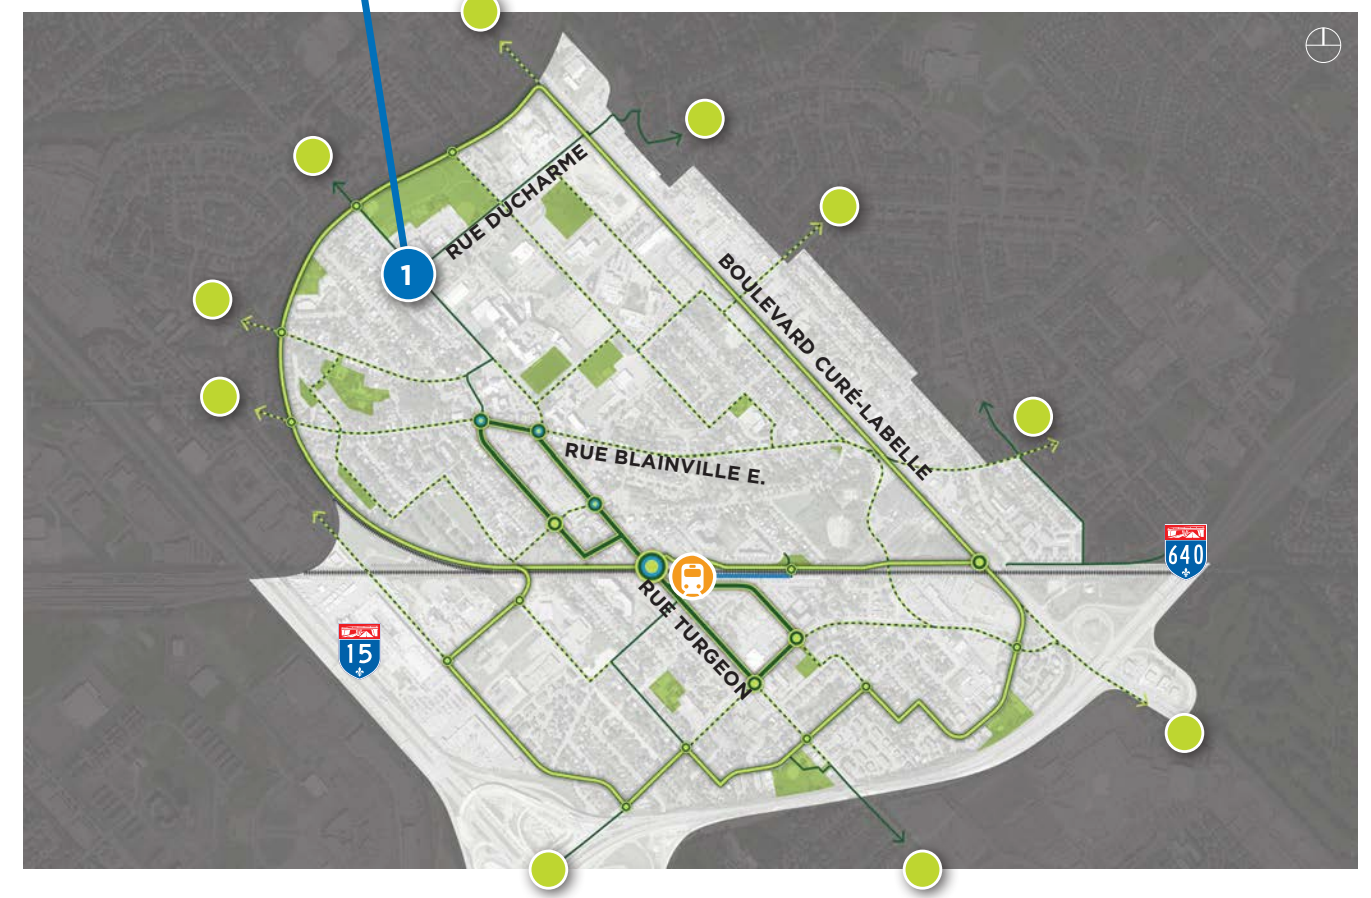 RUE DUCHARME
1
BOULEVARD CURÉ-LABELLE
RUE BLAINVILLE E.
640
RUE TURGEON
15